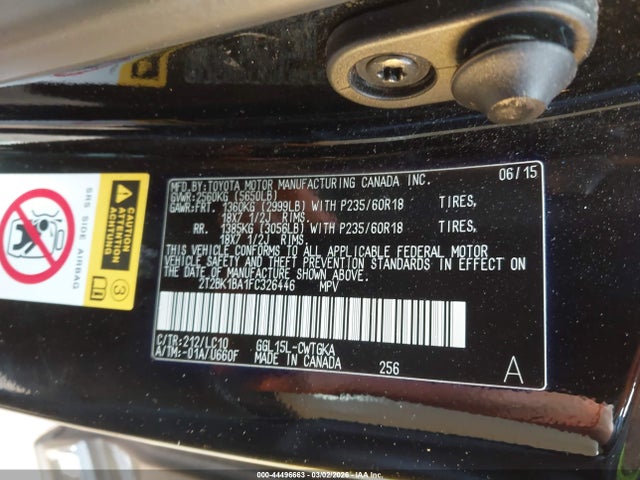 MFD.BY:TOYOTA MOTOR MANUFACTURING CANADA INC. 06/15
GVWR:2560KG (5650LB)
GAWR:FRT. 1360KG (2999LB) WITH P235/60R18 TIRES,
18X7 1/2J RIMS.
RR. 1385KG (3056LB) WITH P235/60R18 TIRES,
18X7 1/2J RIMS.
THIS VEHICLE CONFORMS TO ALL APPLICABLE FEDERAL MOTOR
VEHICLE SAFETY AND THEFT PREVENTION STANDARDS IN EFFECT ON
THE DATE OF MANUFACTURE SHOWN ABOVE.
2T2BK1BA1FC326446 MPV
C/TR:212/LC10 GGL15L-CWTGKA
A/TM:-01A/U660F MADE IN CANADA 256 A
SRS SIDE AIRBAG
ATTENTION
CAUTION
3
000-44496663 - 03/02/2026 - IAA Inc.